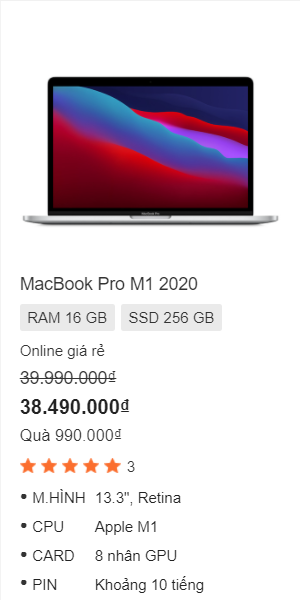 MacBook Pro M1 2020
RAM 16 GB SSD 256 GB
Online giá rẻ
39.990.000₫
38.490.000₫
Quà 990.000₫
3
• M.HÌNH 13.3", Retina
• CPU Apple M1
• CARD 8 nhân GPU
• PIN Khoảng 10 tiếng